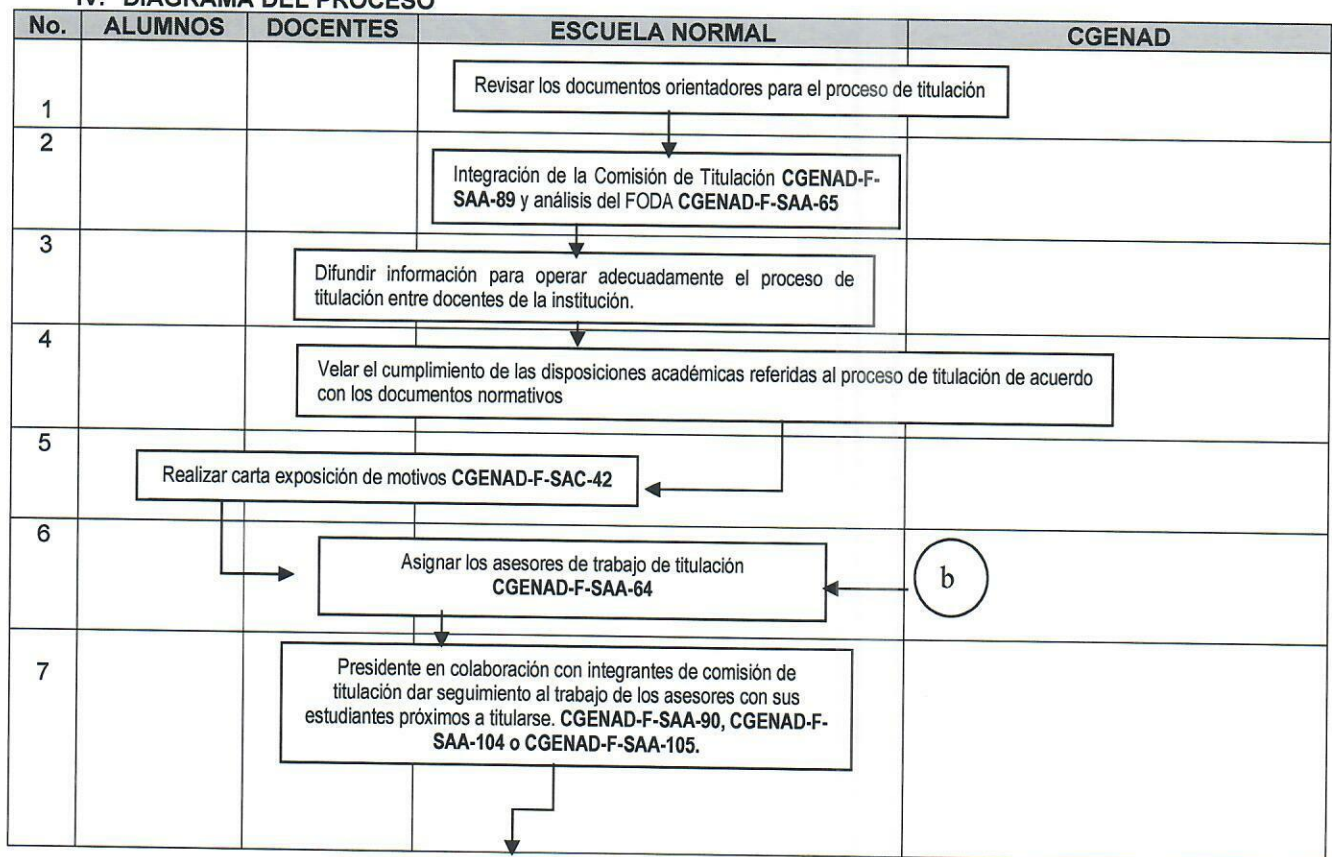 IV. DIAGRAMA DEL PROCESO
No. ALUMNOS DOCENTES ESCUELA NORMAL CGENAD
1
Revisar los documentos orientadores para el proceso de titulación
2
Integración de la Comisión de Titulación CGENAD-F-
SAA-89 y análisis del FODA CGENAD-F-SAA-65
3
Difundir información para operar adecuadamente el proceso de
titulación entre docentes de la institución.
4
Velar el cumplimiento de las disposiciones académicas referidas al proceso de titulación de acuerdo
con los documentos normativos
5
Realizar carta exposición de motivos CGENAD-F-SAC-42
6
Asignar los asesores de trabajo de titulación
CGENAD-F-SAA-64
b
7
Presidente en colaboración con integrantes de comisión de
titulación dar seguimiento al trabajo de los asesores con sus
estudiantes próximos a titularse. CGENAD-F-SAA-90, CGENAD-F-
SAA-104 o CGENAD-F-SAA-105.